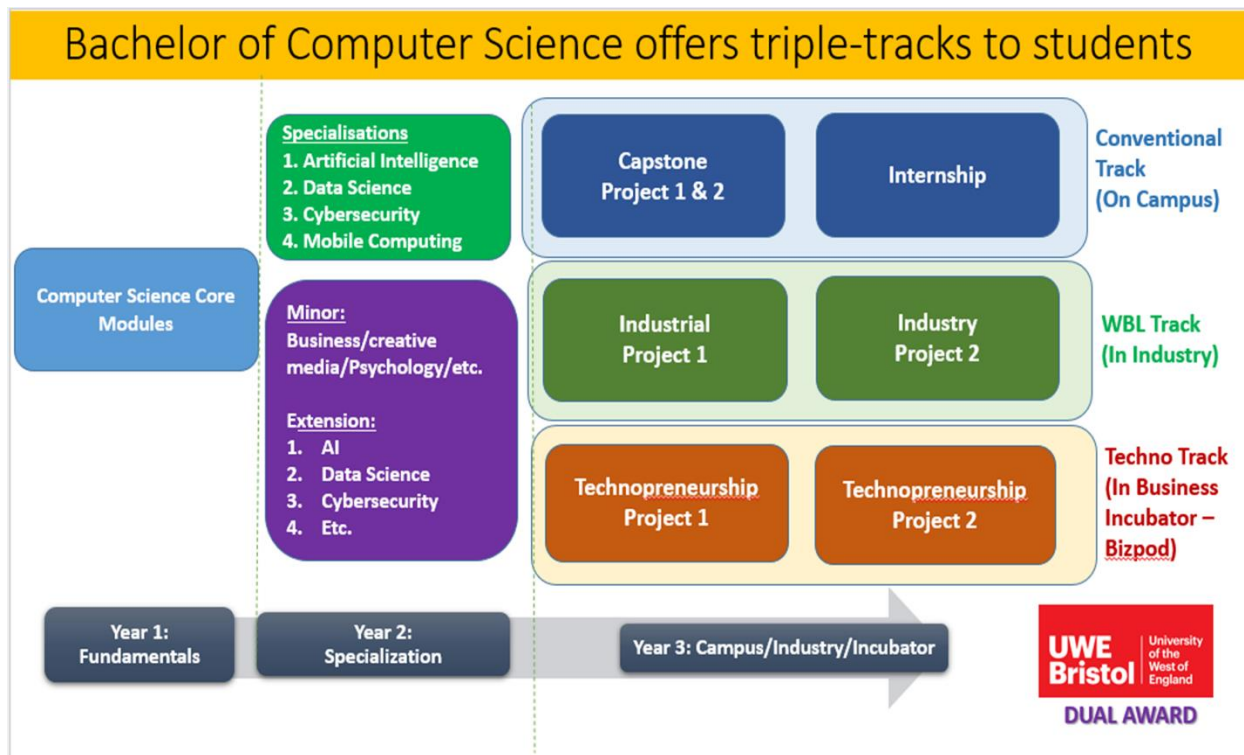 Bachelor of Computer Science offers triple-tracks to students
Computer Science Core
Modules
Specialisations
1. Artificial Intelligence
2. Data Science
3. Cybersecurity
4. Mobile Computing
Minor:
Business/creative
media/Psychology/etc.
Extension:
1. AI
2. Data Science
3. Cybersecurity
4. Etc.
Capstone
Project 1 & 2
Internship
Conventional
Track
(On Campus)
Industrial
Project 1
Industry
Project 2
WBL Track
(In Industry)
Technopreneurship
Project 1
Technopreneurship
Project 2
Techno Track
(In Business
Incubator –
Bizpod)
Year 1:
Fundamentals
Year 2:
Specialization
Year 3: Campus/Industry/Incubator
UWE
Bristol
University
of the
West of
England
DUAL AWARD